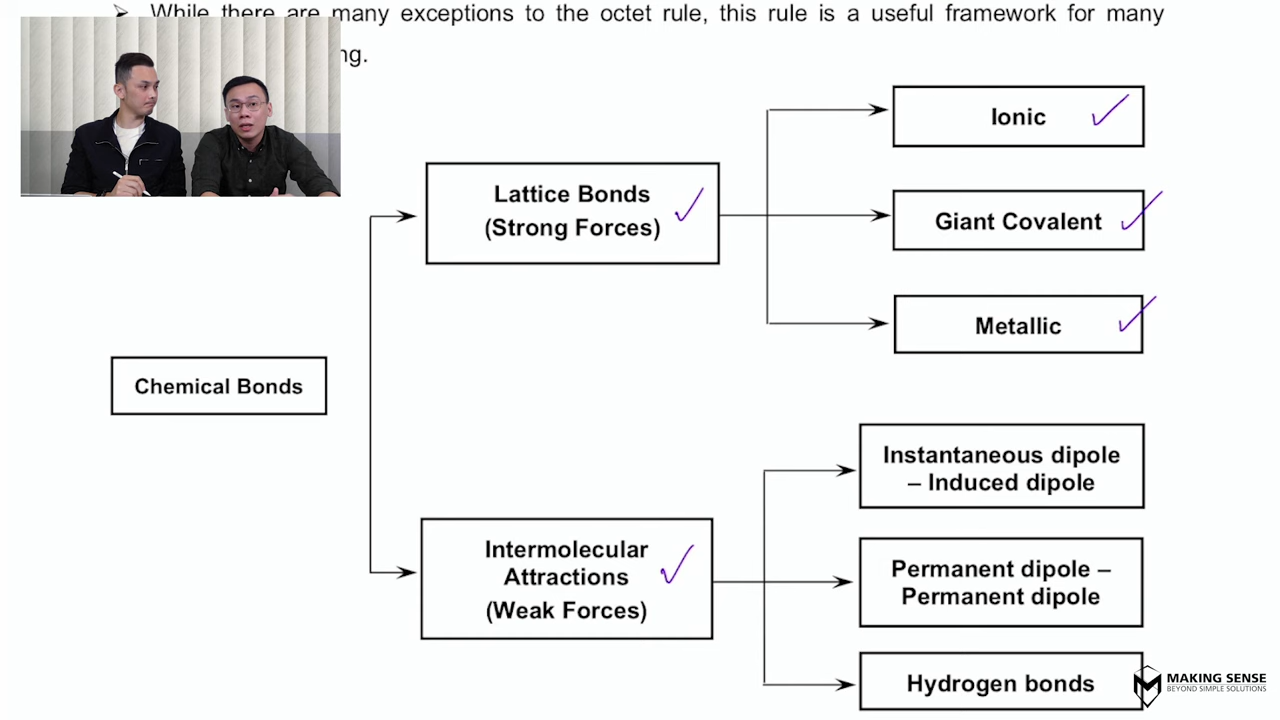 While there are many exceptions to the octet rule, this rule is a useful framework for many
Ionic
Lattice Bonds
(Strong Forces)
Giant Covalent
Metallic
Chemical Bonds
Instantaneous dipole
– Induced dipole
Intermolecular
Attractions
(Weak Forces)
Permanent dipole –
Permanent dipole
Hydrogen bonds
MAKING SENSE
BEYOND SIMPLE SOLUTIONS